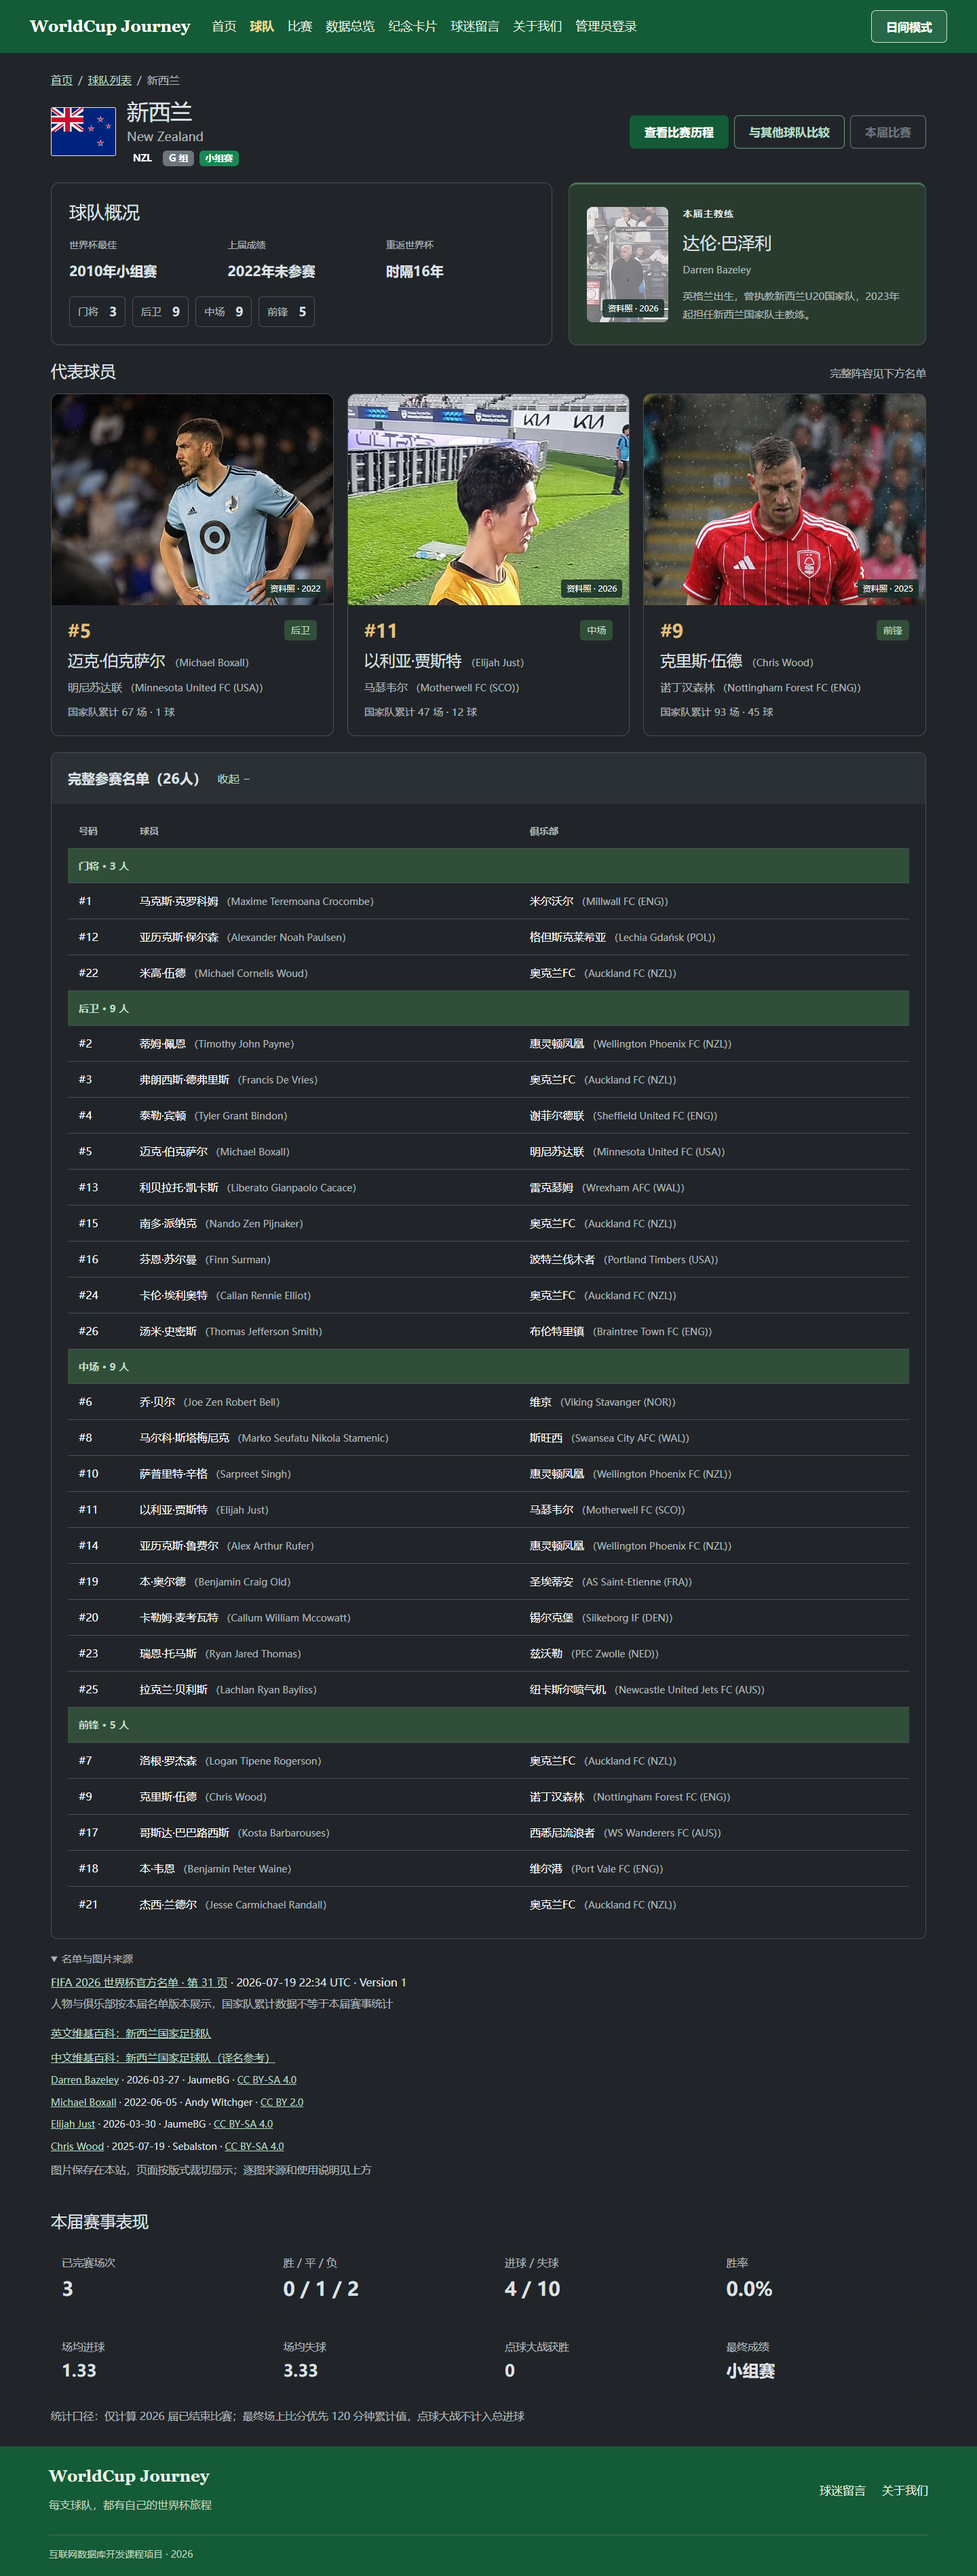 WorldCup Journey 首页 球队 比赛 数据总览 纪念卡片 球迷留言 关于我们 管理员登录 日间模式
首页 / 球队列表 / 新西兰
新西兰
New Zealand
NZL G 组 小组赛
查看比赛历程 与其他球队比较 本届比赛
球队概况
世界杯最佳 上届成绩 重返世界杯
2010年小组赛 2022年未参赛 时隔16年
门将 3 后卫 9 中场 9 前锋 5
资料照 · 2026
本届主教练
达伦·巴泽利
Darren Bazeley
英格兰出生，曾执教新西兰U20国家队，2023年
起担任新西兰国家队主教练。
代表球员 完整阵容见下方名单
资料照 · 2022
#5 后卫
迈克·伯克萨尔 （Michael Boxall）
明尼苏达联 （Minnesota United FC (USA)）
国家队累计 67 场 · 1 球
资料照 · 2026
#11 中场
以利亚·贾斯特 （Elijah Just）
马瑟韦尔 （Motherwell FC (SCO)）
国家队累计 47 场 · 12 球
资料照 · 2025
#9 前锋
克里斯·伍德 （Chris Wood）
诺丁汉森林 （Nottingham Forest FC (ENG)）
国家队累计 93 场 · 45 球
完整参赛名单（26人） 收起 −
号码 球员 俱乐部
门将 • 3 人
#1 马克斯·克罗科姆 （Maxime Teremoana Crocombe） 米尔沃尔 （Millwall FC (ENG)）
#12 亚历克斯·保尔森 （Alexander Noah Paulsen） 格但斯克莱希亚 （Lechia Gdańsk (POL)）
#22 米高·伍德 （Michael Cornelis Woud） 奥克兰FC （Auckland FC (NZL)）
后卫 • 9 人
#2 蒂姆·佩恩 （Timothy John Payne） 惠灵顿凤凰 （Wellington Phoenix FC (NZL)）
#3 弗朗西斯·德弗里斯 （Francis De Vries） 奥克兰FC （Auckland FC (NZL)）
#4 泰勒·宾顿 （Tyler Grant Bindon） 谢菲尔德联 （Sheffield United FC (ENG)）
#5 迈克·伯克萨尔 （Michael Boxall） 明尼苏达联 （Minnesota United FC (USA)）
#13 利贝拉托·凯卡斯 （Liberato Gianpaolo Cacace） 雷克瑟姆 （Wrexham AFC (WAL)）
#15 南多·派纳克 （Nando Zen Pijnaker） 奥克兰FC （Auckland FC (NZL)）
#16 芬恩·苏尔曼 （Finn Surman） 波特兰伐木者 （Portland Timbers (USA)）
#24 卡伦·埃利奥特 （Callan Rennie Elliot） 奥克兰FC （Auckland FC (NZL)）
#26 汤米·史密斯 （Thomas Jefferson Smith） 布伦特里镇 （Braintree Town FC (ENG)）
中场 • 9 人
#6 乔·贝尔 （Joe Zen Robert Bell） 维京 （Viking Stavanger (NOR)）
#8 马尔科·斯塔梅尼克 （Marko Seufatu Nikola Stamenic） 斯旺西 （Swansea City AFC (WAL)）
#10 萨普里特·辛格 （Sarpreet Singh） 惠灵顿凤凰 （Wellington Phoenix FC (NZL)）
#11 以利亚·贾斯特 （Elijah Just） 马瑟韦尔 （Motherwell FC (SCO)）
#14 亚历克斯·鲁费尔 （Alex Arthur Rufer） 惠灵顿凤凰 （Wellington Phoenix FC (NZL)）
#19 本·奥尔德 （Benjamin Craig Old） 圣埃蒂安 （AS Saint-Etienne (FRA)）
#20 卡勒姆·麦考瓦特 （Callum William Mccowatt） 锡尔克堡 （Silkeborg IF (DEN)）
#23 瑞恩·托马斯 （Ryan Jared Thomas） 兹沃勒 （PEC Zwolle (NED)）
#25 拉克兰·贝利斯 （Lachlan Ryan Bayliss） 纽卡斯尔喷气机 （Newcastle United Jets FC (AUS)）
前锋 • 5 人
#7 洛根·罗杰森 （Logan Tipene Rogerson） 奥克兰FC （Auckland FC (NZL)）
#9 克里斯·伍德 （Chris Wood） 诺丁汉森林 （Nottingham Forest FC (ENG)）
#17 哥斯达·巴巴路西斯 （Kosta Barbarouses） 西悉尼流浪者 （WS Wanderers FC (AUS)）
#18 本·韦恩 （Benjamin Peter Waine） 维尔港 （Port Vale FC (ENG)）
#21 杰西·兰德尔 （Jesse Carmichael Randall） 奥克兰FC （Auckland FC (NZL)）
▼ 名单与图片来源
FIFA 2026 世界杯官方名单 · 第 31 页 · 2026-07-19 22:34 UTC · Version 1
人物与俱乐部按本届名单版本展示，国家队累计数据不等于本届赛事统计
英文维基百科：新西兰国家足球队
中文维基百科：新西兰国家足球队（译名参考）
Darren Bazeley · 2026-03-27 · JaumeBG · CC BY-SA 4.0
Michael Boxall · 2022-06-05 · Andy Witchger · CC BY 2.0
Elijah Just · 2026-03-30 · JaumeBG · CC BY-SA 4.0
Chris Wood · 2025-07-19 · Sebalston · CC BY-SA 4.0
图片保存在本站，页面按版式裁切显示；逐图来源和使用说明见上方
本届赛事表现
已完赛场次 胜 / 平 / 负 进球 / 失球 胜率
3 0 / 1 / 2 4 / 10 0.0%
场均进球 场均失球 点球大战获胜 最终成绩
1.33 3.33 0 小组赛
统计口径：仅计算 2026 届已结束比赛；最终场上比分优先 120 分钟累计值，点球大战不计入总进球
WorldCup Journey
每支球队，都有自己的世界杯旅程
球迷留言 关于我们
互联网数据库开发课程项目 · 2026